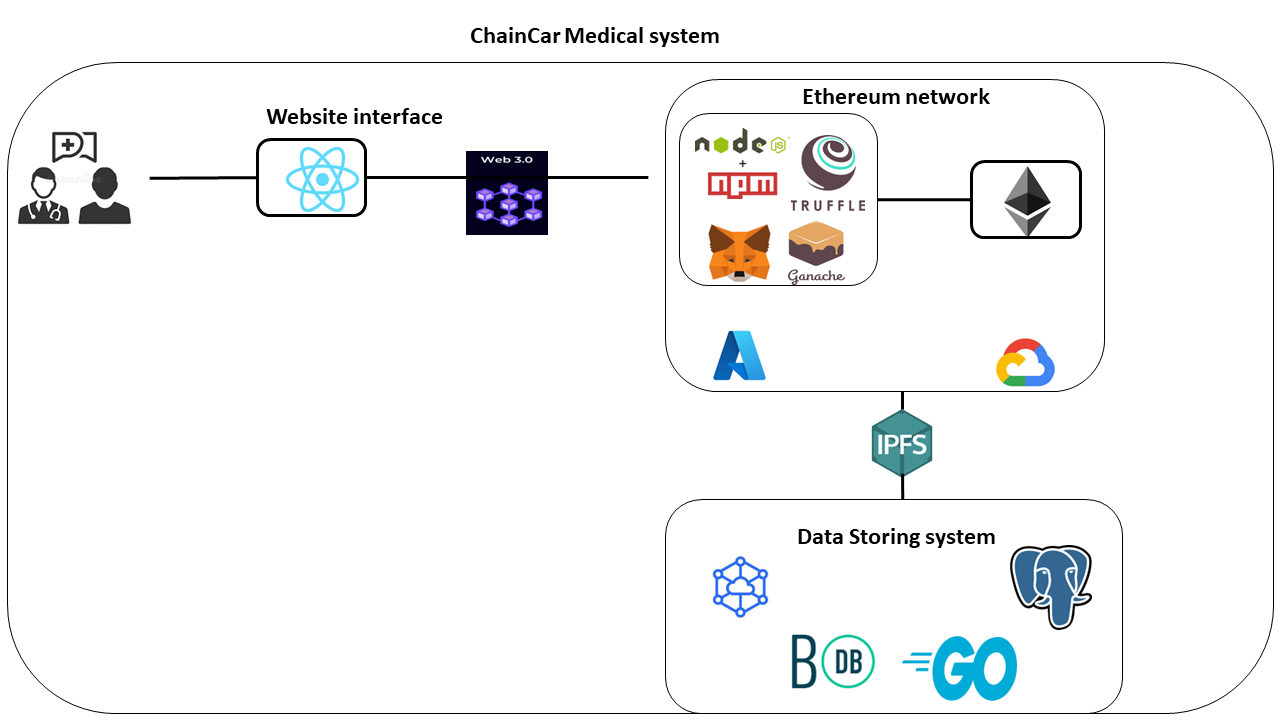 ChainCar Medical system
Website interface
Web 3.0
Ethereum network
node
JS
+
npm
TRUFFLE
Ganache
IPFS
Data Storing system
B DB
GO